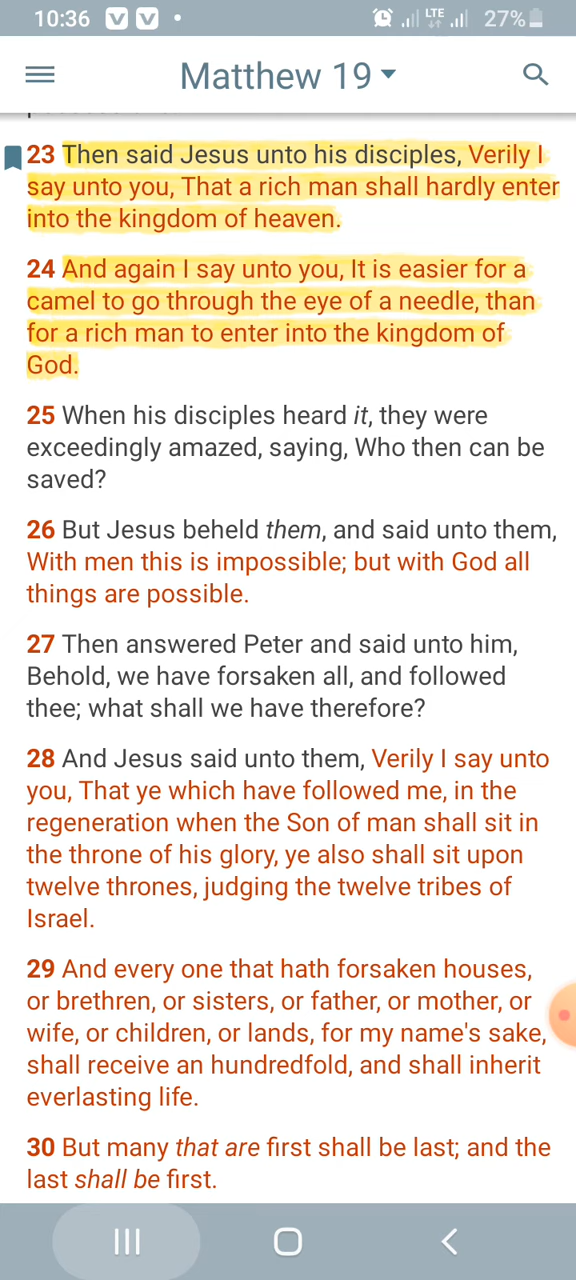 10:36 LTE 27%
Matthew 19
23 Then said Jesus unto his disciples, Verily I
say unto you, That a rich man shall hardly enter
into the kingdom of heaven.
24 And again I say unto you, It is easier for a
camel to go through the eye of a needle, than
for a rich man to enter into the kingdom of
God.
25 When his disciples heard it, they were
exceedingly amazed, saying, Who then can be
saved?
26 But Jesus beheld them, and said unto them,
With men this is impossible; but with God all
things are possible.
27 Then answered Peter and said unto him,
Behold, we have forsaken all, and followed
thee; what shall we have therefore?
28 And Jesus said unto them, Verily I say unto
you, That ye which have followed me, in the
regeneration when the Son of man shall sit in
the throne of his glory, ye also shall sit upon
twelve thrones, judging the twelve tribes of
Israel.
29 And every one that hath forsaken houses,
or brethren, or sisters, or father, or mother, or
wife, or children, or lands, for my name's sake,
shall receive an hundredfold, and shall inherit
everlasting life.
30 But many that are first shall be last; and the
last shall be first.